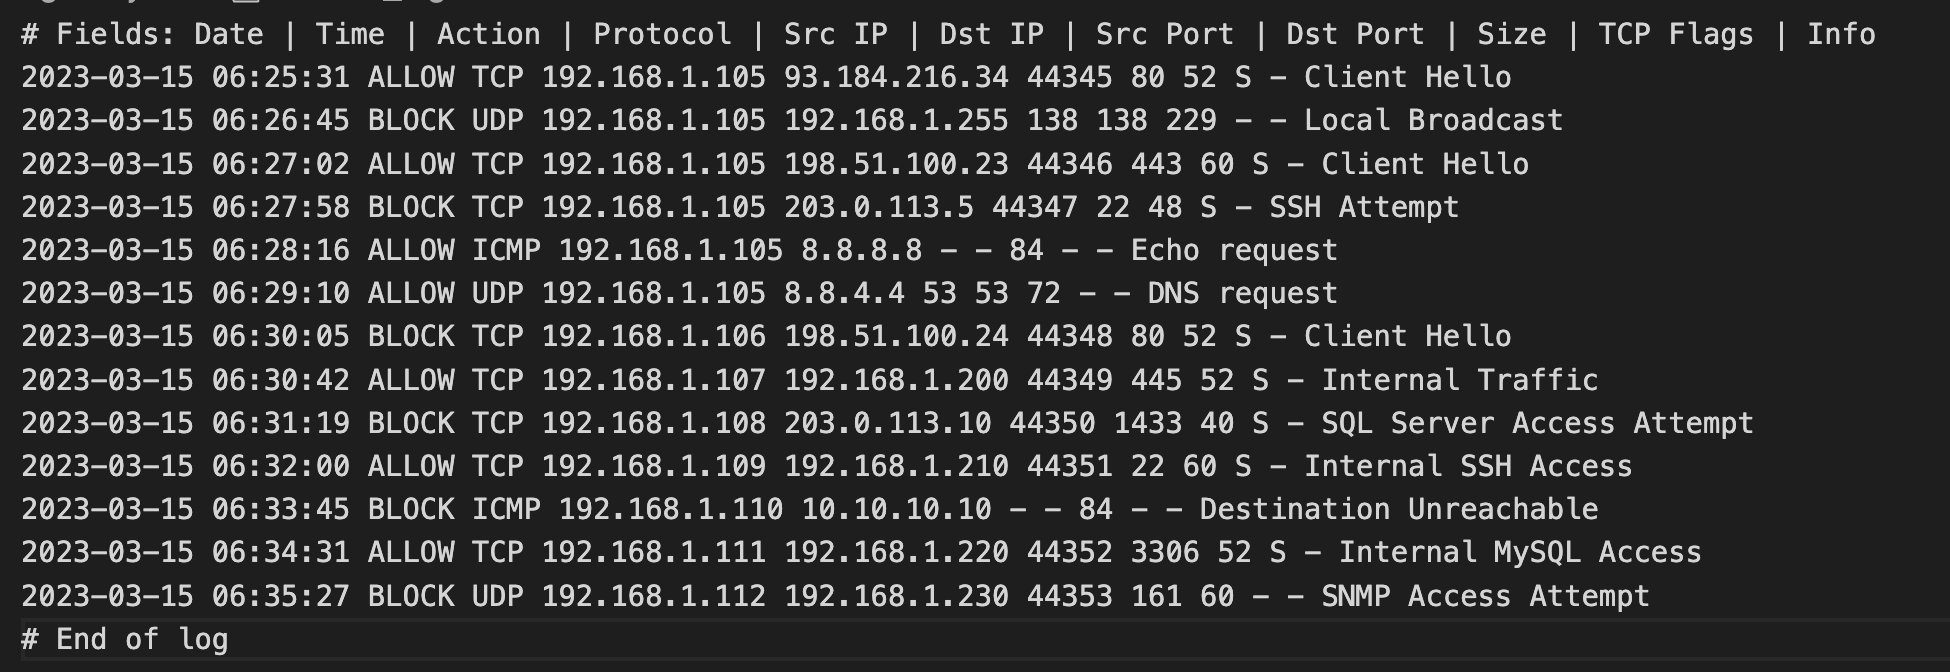 # Fields: Date | Time | Action | Protocol | Src IP | Dst IP | Src Port | Dst Port | Size | TCP Flags | Info
2023-03-15 06:25:31 ALLOW TCP 192.168.1.105 93.184.216.34 44345 80 52 S - Client Hello
2023-03-15 06:26:45 BLOCK UDP 192.168.1.105 192.168.1.255 138 138 229 - - Local Broadcast
2023-03-15 06:27:02 ALLOW TCP 192.168.1.105 198.51.100.23 44346 443 60 S - Client Hello
2023-03-15 06:27:58 BLOCK TCP 192.168.1.105 203.0.113.5 44347 22 48 S - SSH Attempt
2023-03-15 06:28:16 ALLOW ICMP 192.168.1.105 8.8.8.8 - - 84 - - Echo request
2023-03-15 06:29:10 ALLOW UDP 192.168.1.105 8.8.4.4 53 53 72 - - DNS request
2023-03-15 06:30:05 BLOCK TCP 192.168.1.106 198.51.100.24 44348 80 52 S - Client Hello
2023-03-15 06:30:42 ALLOW TCP 192.168.1.107 192.168.1.200 44349 445 52 S - Internal Traffic
2023-03-15 06:31:19 BLOCK TCP 192.168.1.108 203.0.113.10 44350 1433 40 S - SQL Server Access Attempt
2023-03-15 06:32:00 ALLOW TCP 192.168.1.109 192.168.1.210 44351 22 60 S - Internal SSH Access
2023-03-15 06:33:45 BLOCK ICMP 192.168.1.110 10.10.10.10 - - 84 - - Destination Unreachable
2023-03-15 06:34:31 ALLOW TCP 192.168.1.111 192.168.1.220 44352 3306 52 S - Internal MySQL Access
2023-03-15 06:35:27 BLOCK UDP 192.168.1.112 192.168.1.230 44353 161 60 - - SNMP Access Attempt
# End of log